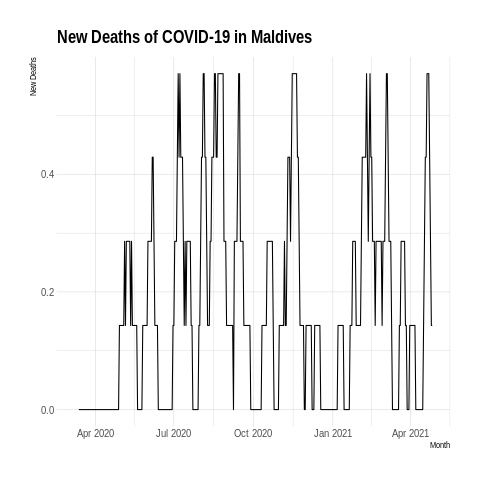 New Deaths of COVID-19 in Maldives
New Deaths
0.4
0.2
0.0
Apr 2020 Jul 2020 Oct 2020 Jan 2021 Apr 2021
Month